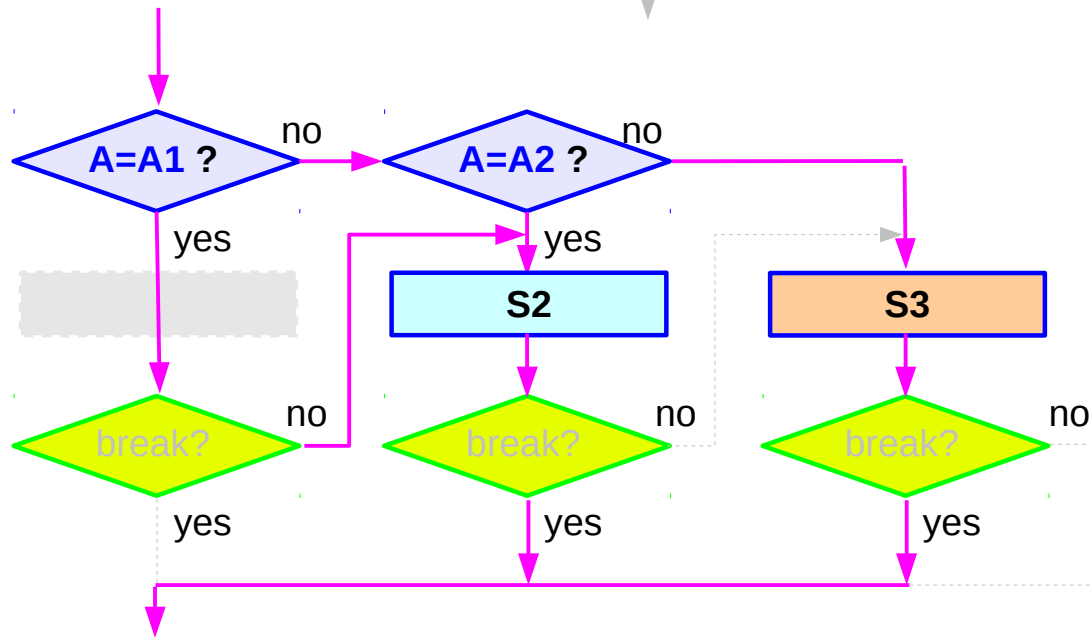 no
no
A=A1 ?
A=A2 ?
yes
yes
S2
S3
no
no
no
break?
break?
break?
yes
yes
yes